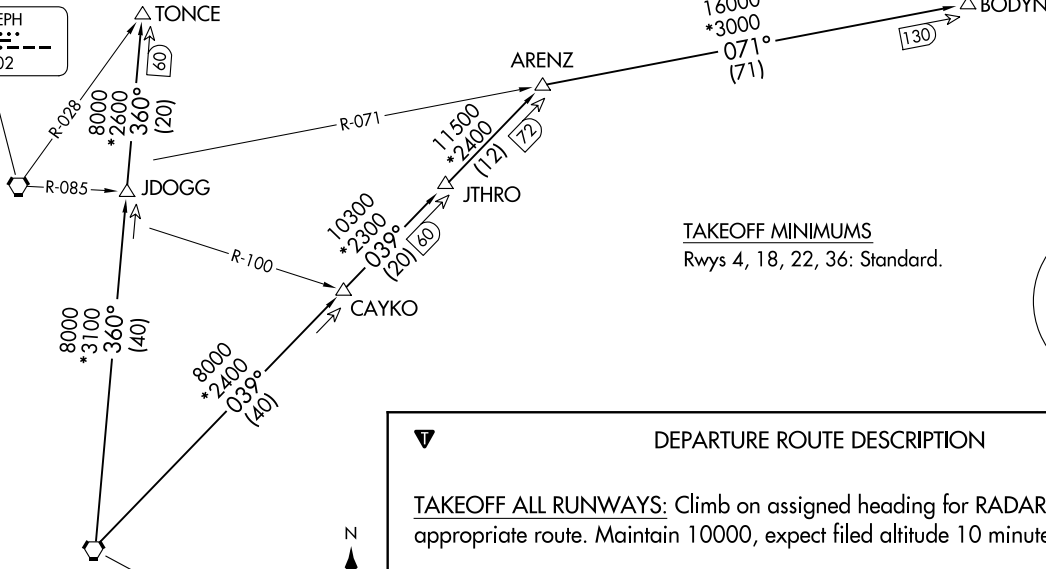 EPH
02
TONCE
60
8000
*2600
360°
(20)
R-028
R-085
JDOGG
R-071
R-100
ARENZ
16000
*3000
071°
(71)
130
BODYN
11500
*2400
(12)
72
JTHRO
10300
*2300
039°
(20)
60
CAYKO
8000
*3100
360°
(40)
8000
*2400
039°
(40)
TAKEOFF MINIMUMS
Rwys 4, 18, 22, 36: Standard.
N
T
DEPARTURE ROUTE DESCRIPTION
TAKEOFF ALL RUNWAYS: Climb on assigned heading for RADAR
appropriate route. Maintain 10000, expect filed altitude 10 minute